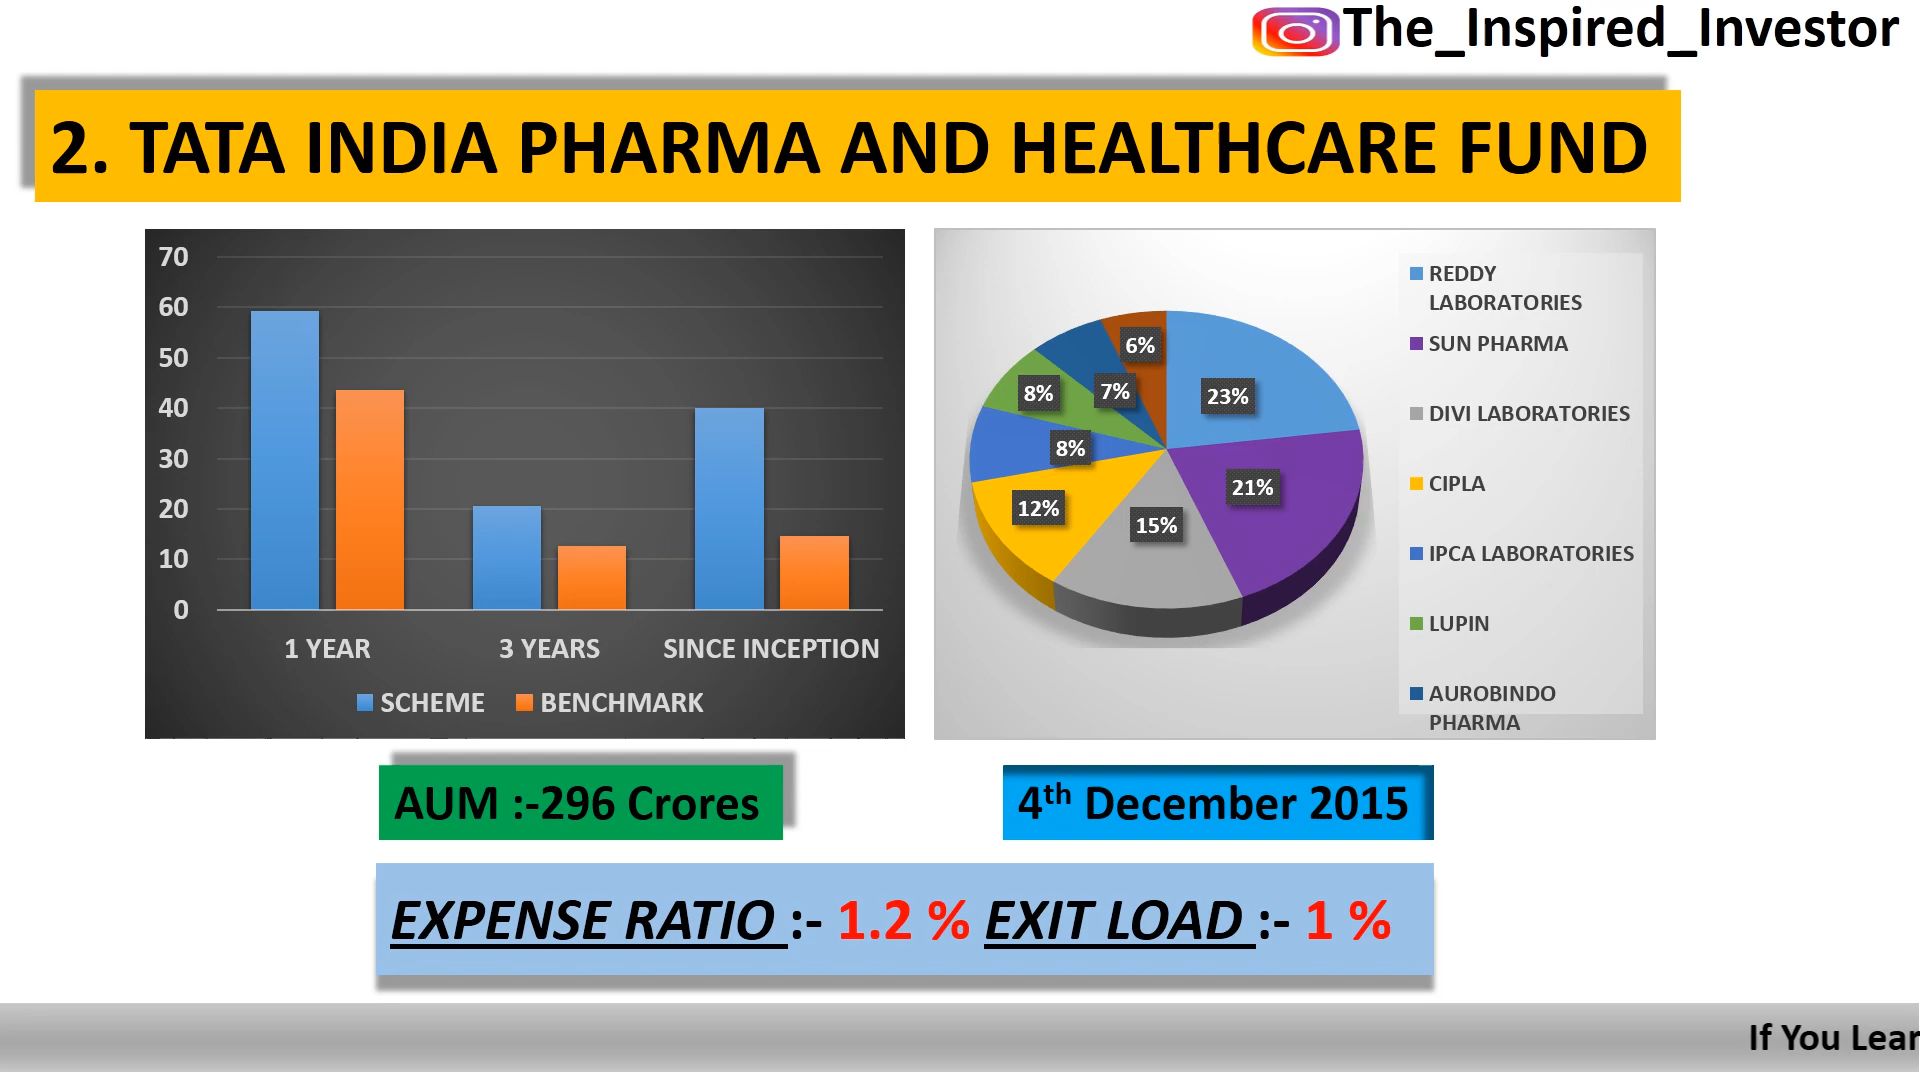 The_Inspired_Investor
2. TATA INDIA PHARMA AND HEALTHCARE FUND
70
60
50
40
30
20
10
0
1 YEAR 3 YEARS SINCE INCEPTION
SCHEME BENCHMARK
6%
23%
8%
7%
8%
21%
12%
15%
REDDY
LABORATORIES
SUN PHARMA
DIVI LABORATORIES
CIPLA
IPCA LABORATORIES
LUPIN
AUROBINDO
PHARMA
AUM :-296 Crores
4th December 2015
EXPENSE RATIO :- 1.2 % EXIT LOAD :- 1 %
If You Lear